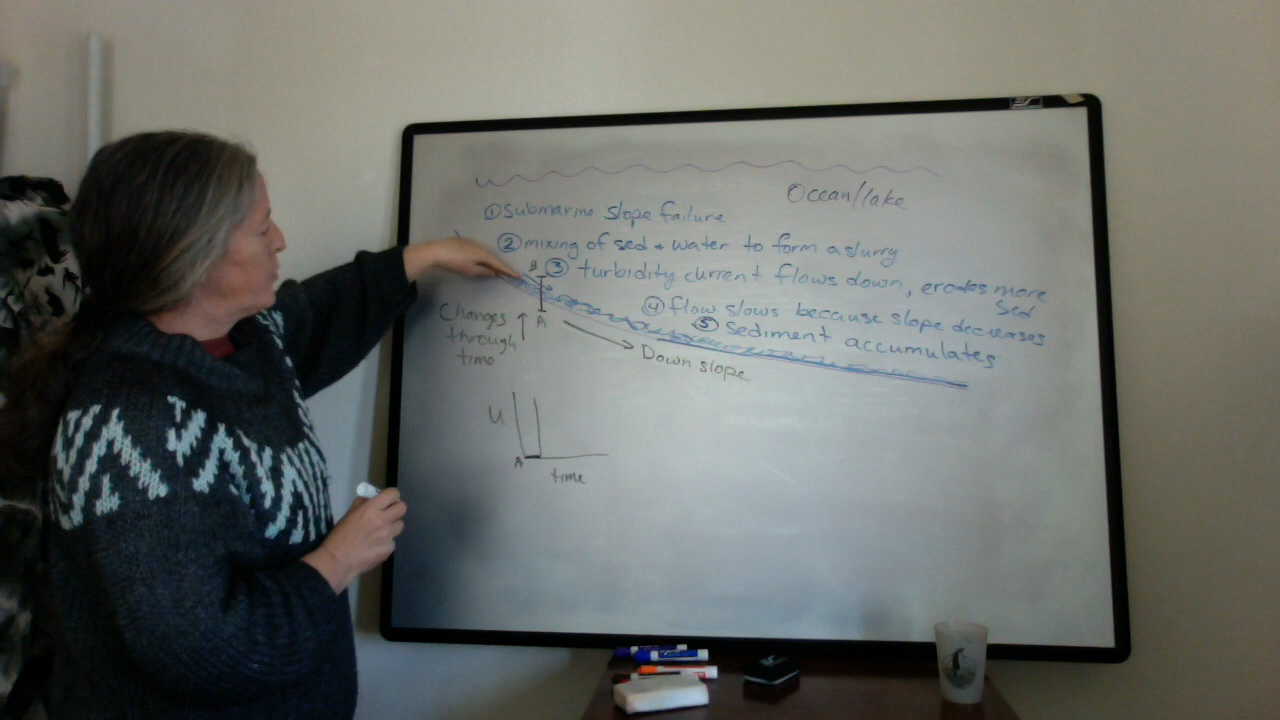 Ocean/lake
① Submarine slope failure
② mixing of sed + water to form a slurry
B
③ turbidity current flows down, erodes more
sed
④ flow slows because slope decreases
⑤ Sediment accumulates
A
Changes
through
time
Down slope
U
A
time